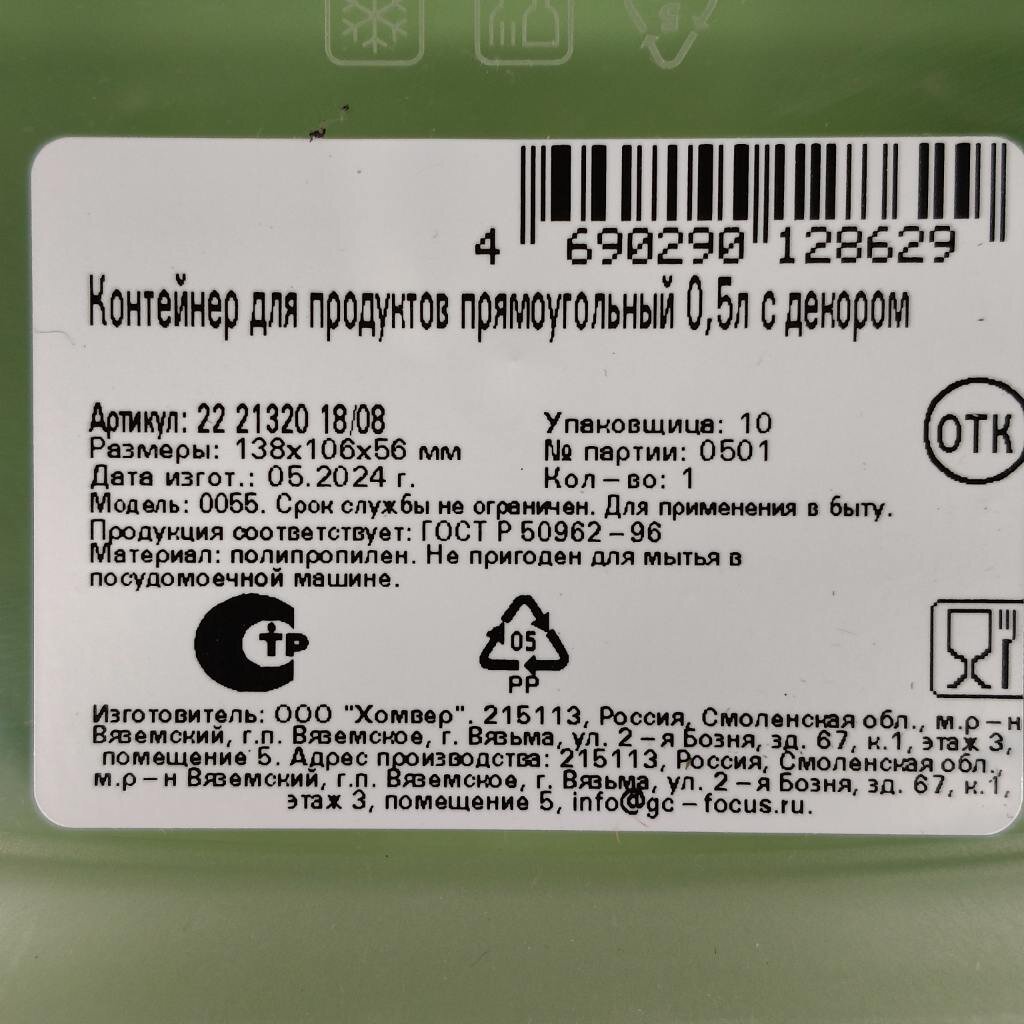 4 690290 128629
Контейнер для продуктов прямоугольный 0,5л с декором
Артикул: 22 21320 18/08
Размеры: 138х106х56 мм
Дата изгот.: 05.2024 г.
Упаковщица: 10
№ партии: 0501
Кол-во: 1
ОТК
Модель: 0055. Срок службы не ограничен. Для применения в быту.
Продукция соответствует: ГОСТ Р 50962-96
Материал: полипропилен. Не пригоден для мытья в
посудомоечной машине.
тр
05
PP
Изготовитель: ООО "Хомвер". 215113, Россия, Смоленская обл., м.р-н
Вяземский, г.п. Вяземское, г. Вязьма, ул. 2-я Бозня, зд. 67, к.1, этаж 3,
помещение 5. Адрес производства: 215113, Россия, Смоленская обл.,
м.р-н Вяземский, г.п. Вяземское, г. Вязьма, ул. 2-я Бозня, зд. 67, к.1,
этаж 3, помещение 5, info@gc-focus.ru.